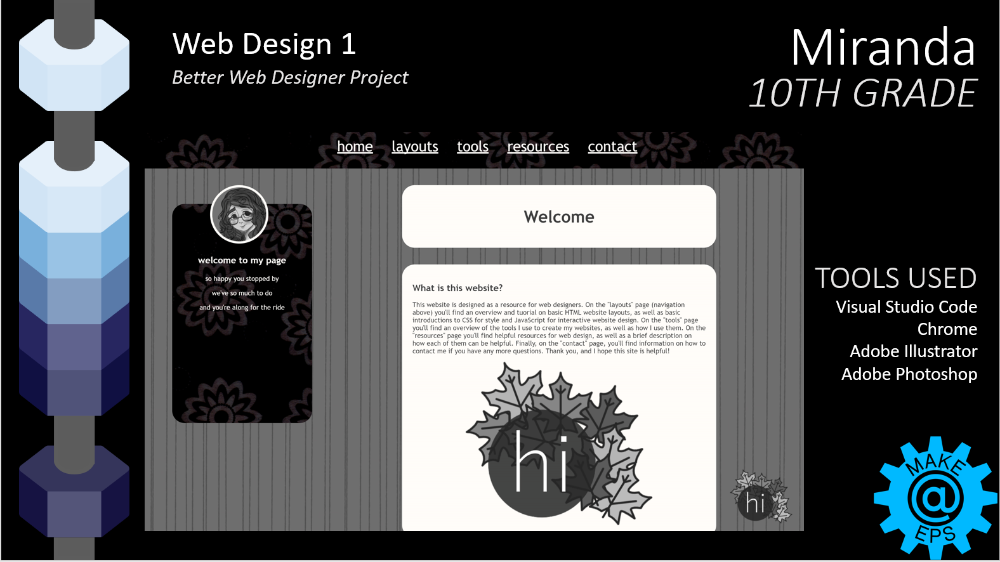 Web Design 1
Better Web Designer Project
Miranda
10TH GRADE
home layouts tools resources contact
welcome to my page
so happy you stopped by
we've so much to do
and you're along for the ride
Welcome
What is this website?
This website is designed as a resource for web designers. On the "layouts" page (navigation
above) you'll find an overview and tuorial on basic HTML website layouts, as well as basic
introductions to CSS for style and JavaScript for interactive website design. On the "tools" page
you'll find an overview of the tools I use to create my websites, as well as how I use them. On the
"resources" page you'll find helpful resources for web design, as well as a brief description on
how each of them can be helpful. Finally, on the "contact" page, you'll find information on how to
contact me if you have any more questions. Thank you, and I hope this site is helpful!
hi
hi
TOOLS USED
Visual Studio Code
Chrome
Adobe Illustrator
Adobe Photoshop
MAKE
@
EPS